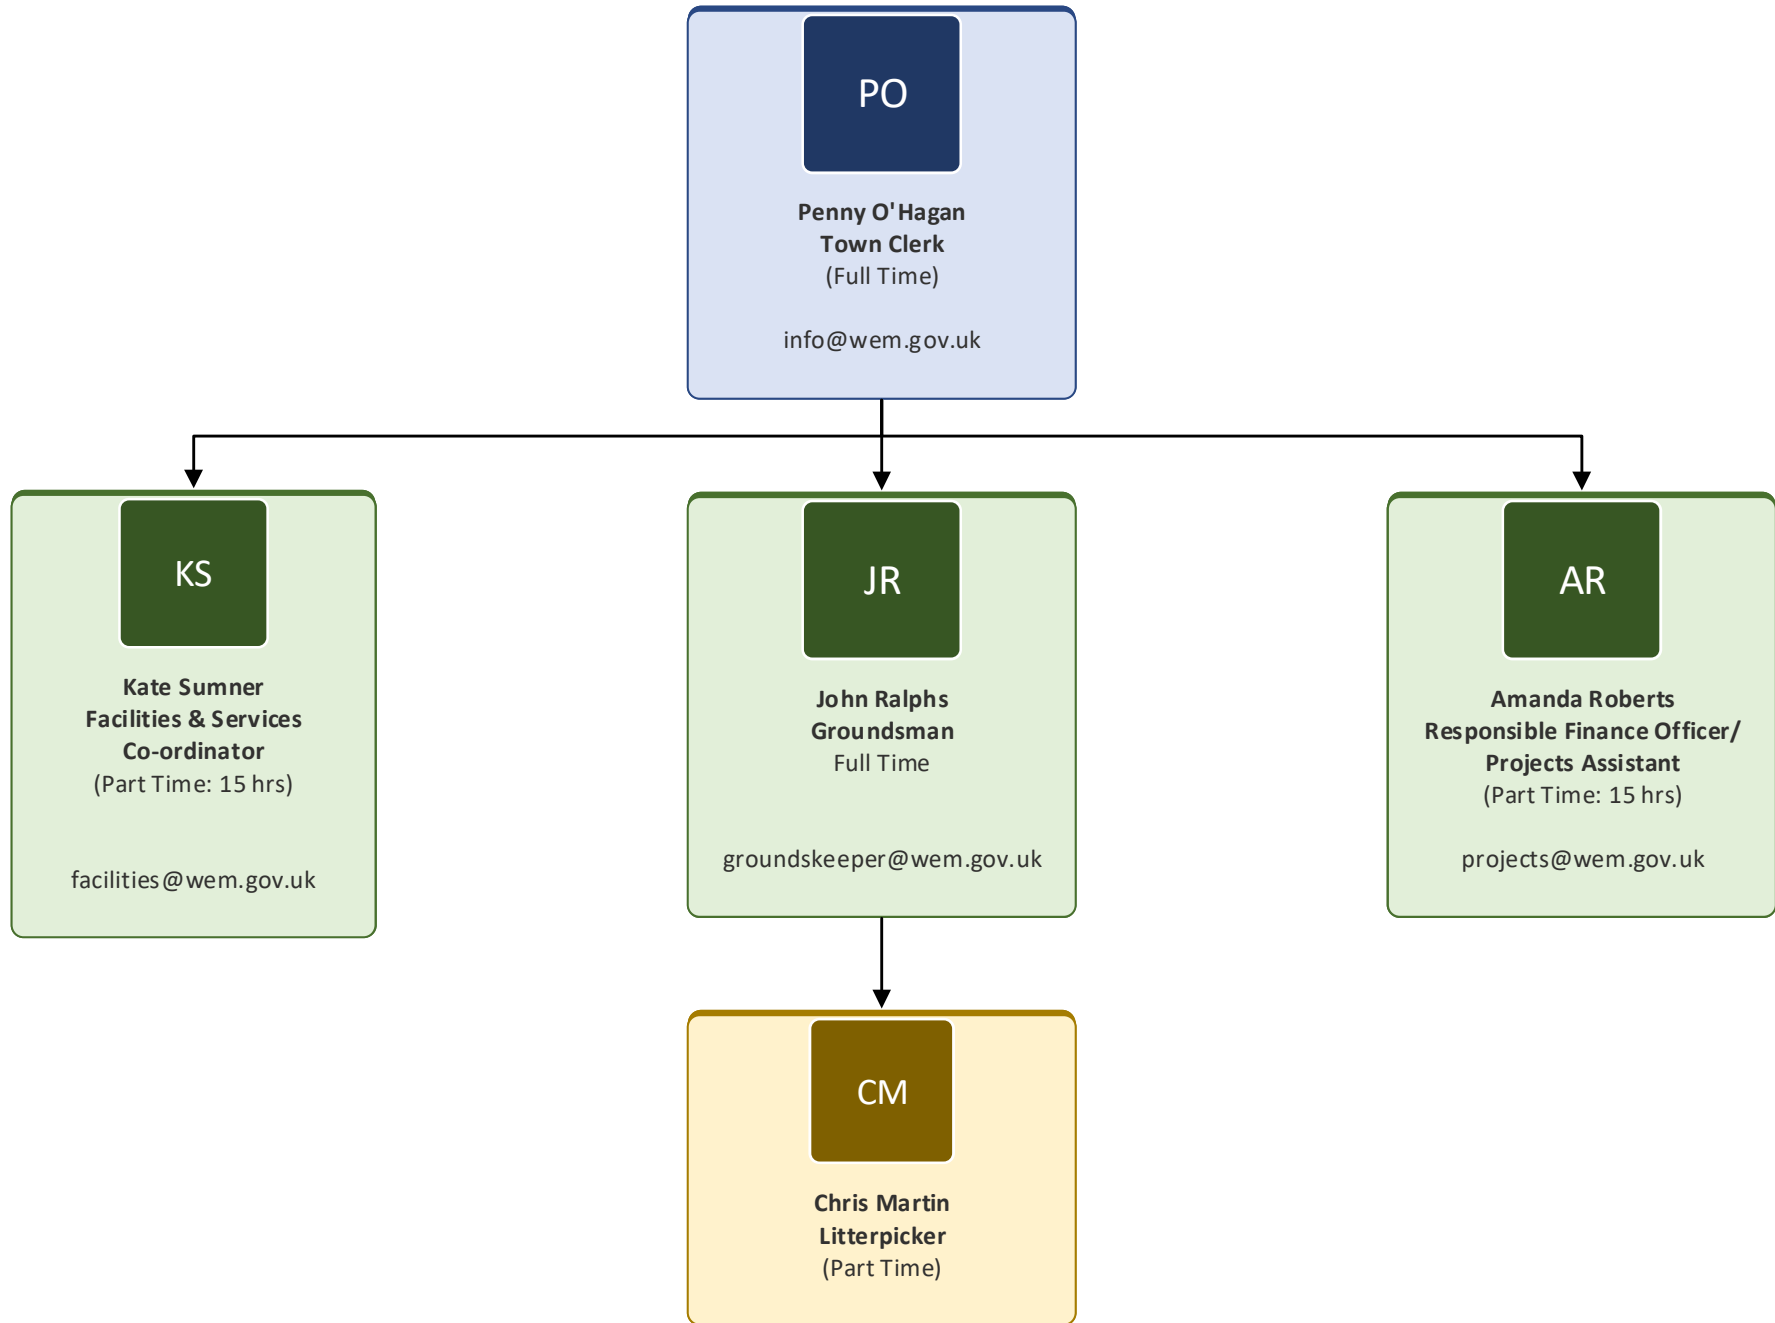 PO
Penny O'Hagan
Town Clerk
(Full Time)
info@wem.gov.uk
KS
Kate Sumner
Facilities & Services
Co-ordinator
(Part Time: 15 hrs)
facilities@wem.gov.uk
JR
John Ralphs
Groundsman
Full Time
groundskeeper@wem.gov.uk
AR
Amanda Roberts
Responsible Finance Officer/
Projects Assistant
(Part Time: 15 hrs)
projects@wem.gov.uk
CM
Chris Martin
Litterpicker
(Part Time)